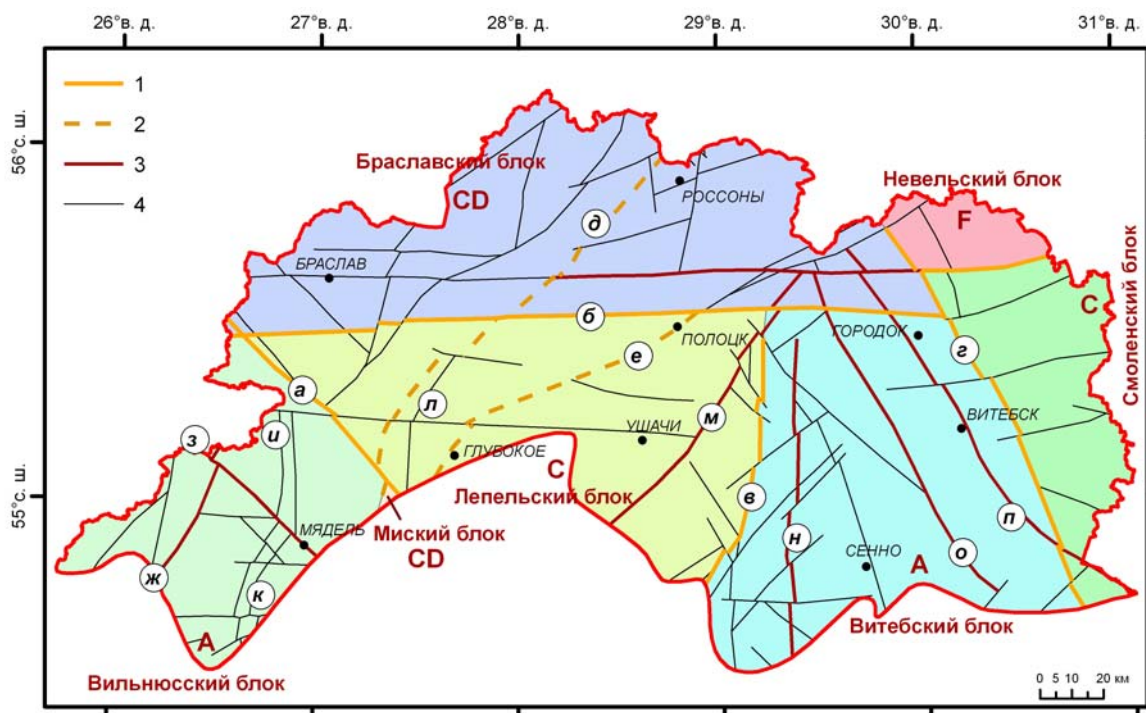 26°в. д. 27°в. д. 28°в. д. 29°в. д. 30°в. д. 31°в. д.
1
2
3
4
56°с. ш.
55°с. ш.
Браславский блок
CD
Невельский блок
F
РОССОНЫ
д
БРАСЛАВ
Смоленский блок
C
б
ПОЛОЦК
ГОРОДОК
е
г
а
л
м
ВИТЕБСК
и
з
УШАЧИ
ГЛУБОКОЕ
C
Лепельский блок
в
п
МЯДЕЛЬ
Миский блок
CD
н
о
СЕННО
A
ж
к
A
Витебский блок
Вильнюсский блок
0 5 10 20 км